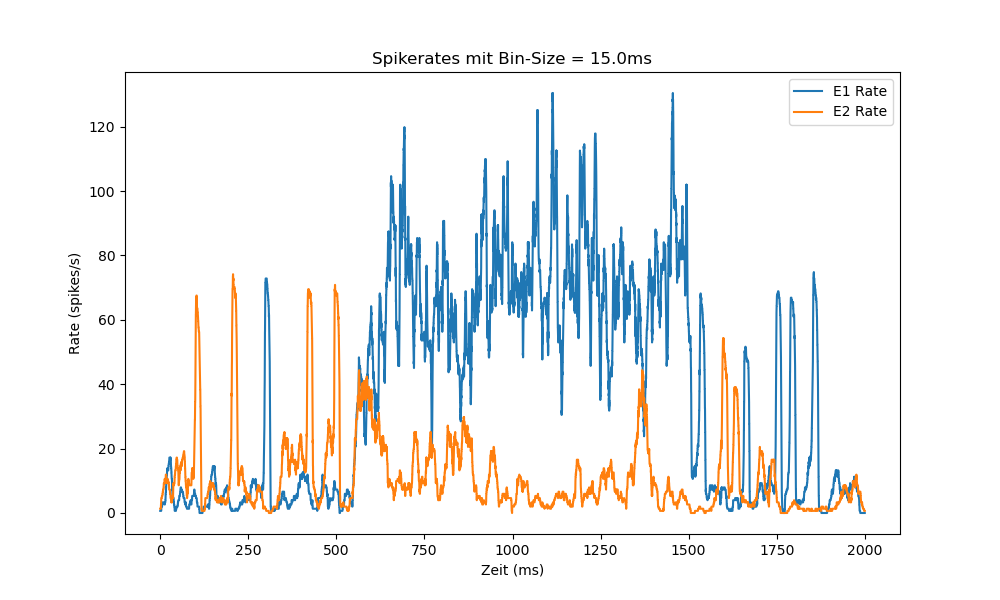 Spikerates mit Bin-Size = 15.0ms
E1 Rate
E2 Rate
Rate (spikes/s)
120
100
80
60
40
20
0
0 250 500 750 1000 1250 1500 1750 2000
Zeit (ms)